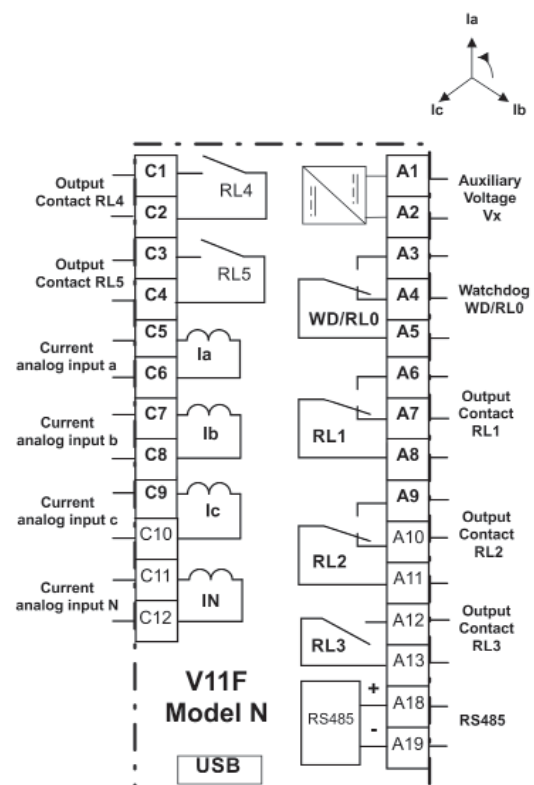 Ia
Ic
Ib
Output
Contact RL4
C1
C2
RL4
Output
Contact RL5
C3
C4
RL5
Current
analog input a
C5
C6
Ia
Current
analog input b
C7
C8
Ib
Current
analog input c
C9
C10
Ic
Current
analog input N
C11
C12
IN
A1
A2
Auxiliary
Voltage
Vx
A3
A4
A5
WD/RL0
Watchdog
WD/RL0
A6
A7
A8
RL1
Output
Contact
RL1
A9
A10
A11
RL2
Output
Contact
RL2
A12
A13
RL3
Output
Contact
RL3
RS485
+
-
A18
A19
RS485
V11F
Model N
USB